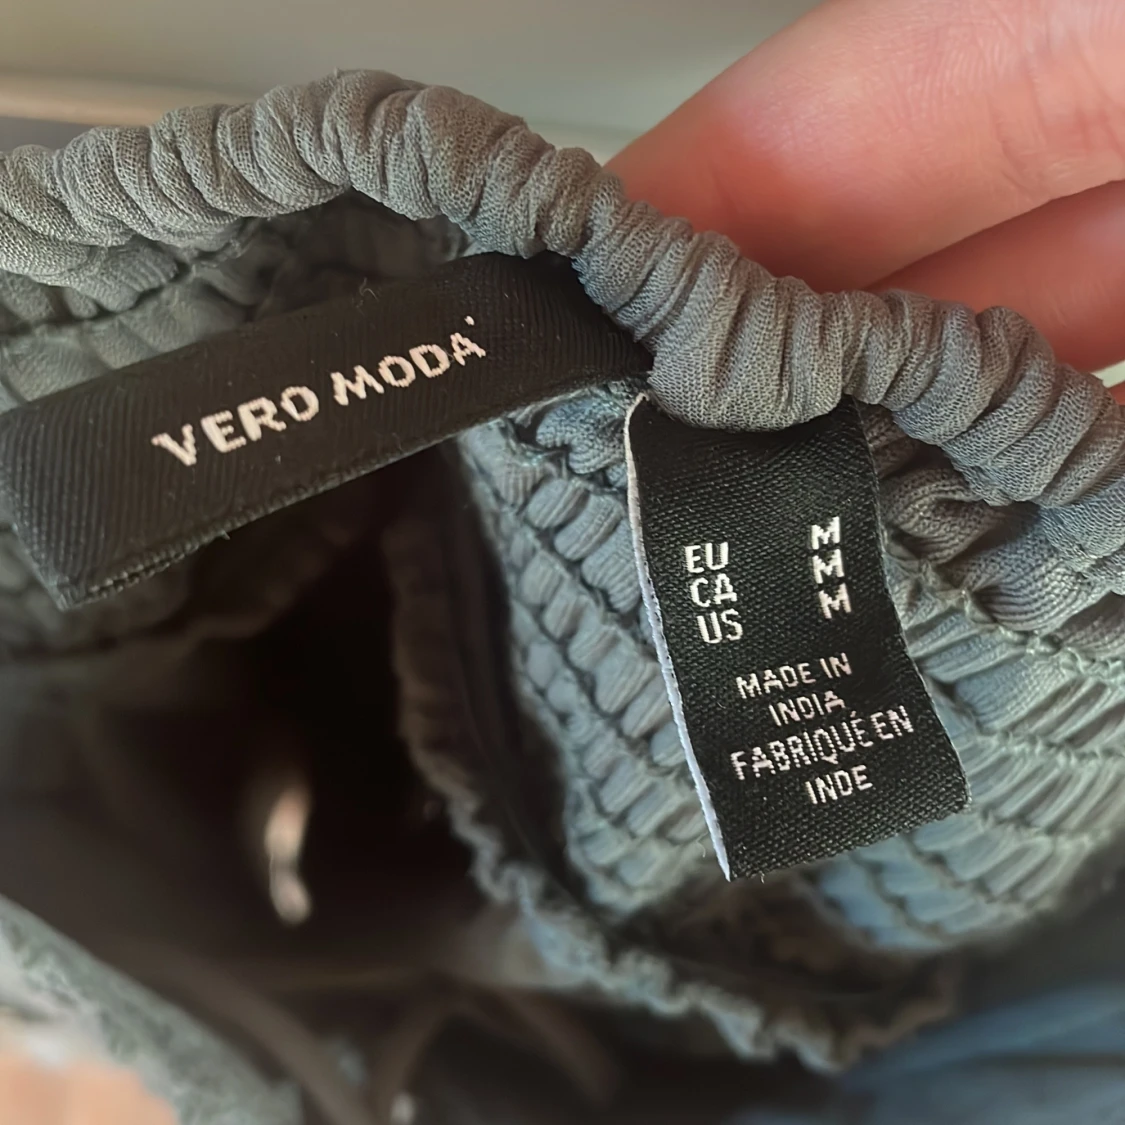 VERO MODA
EU M
CA M
US M
MADE IN
INDIA
FABRIQUÉ EN
INDE